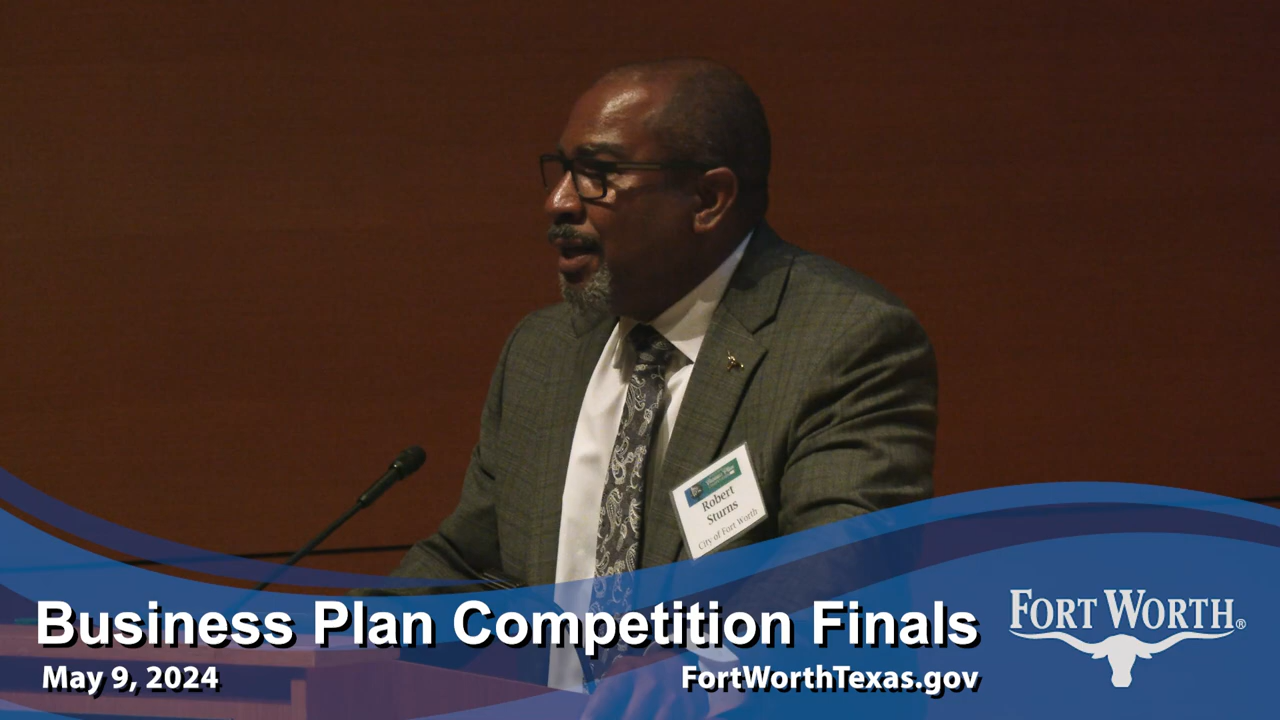 Robert
Sturns
City of Fort Worth
Business Plan Competition Finals
May 9, 2024
FortWorthTexas.gov
FORT WORTH®